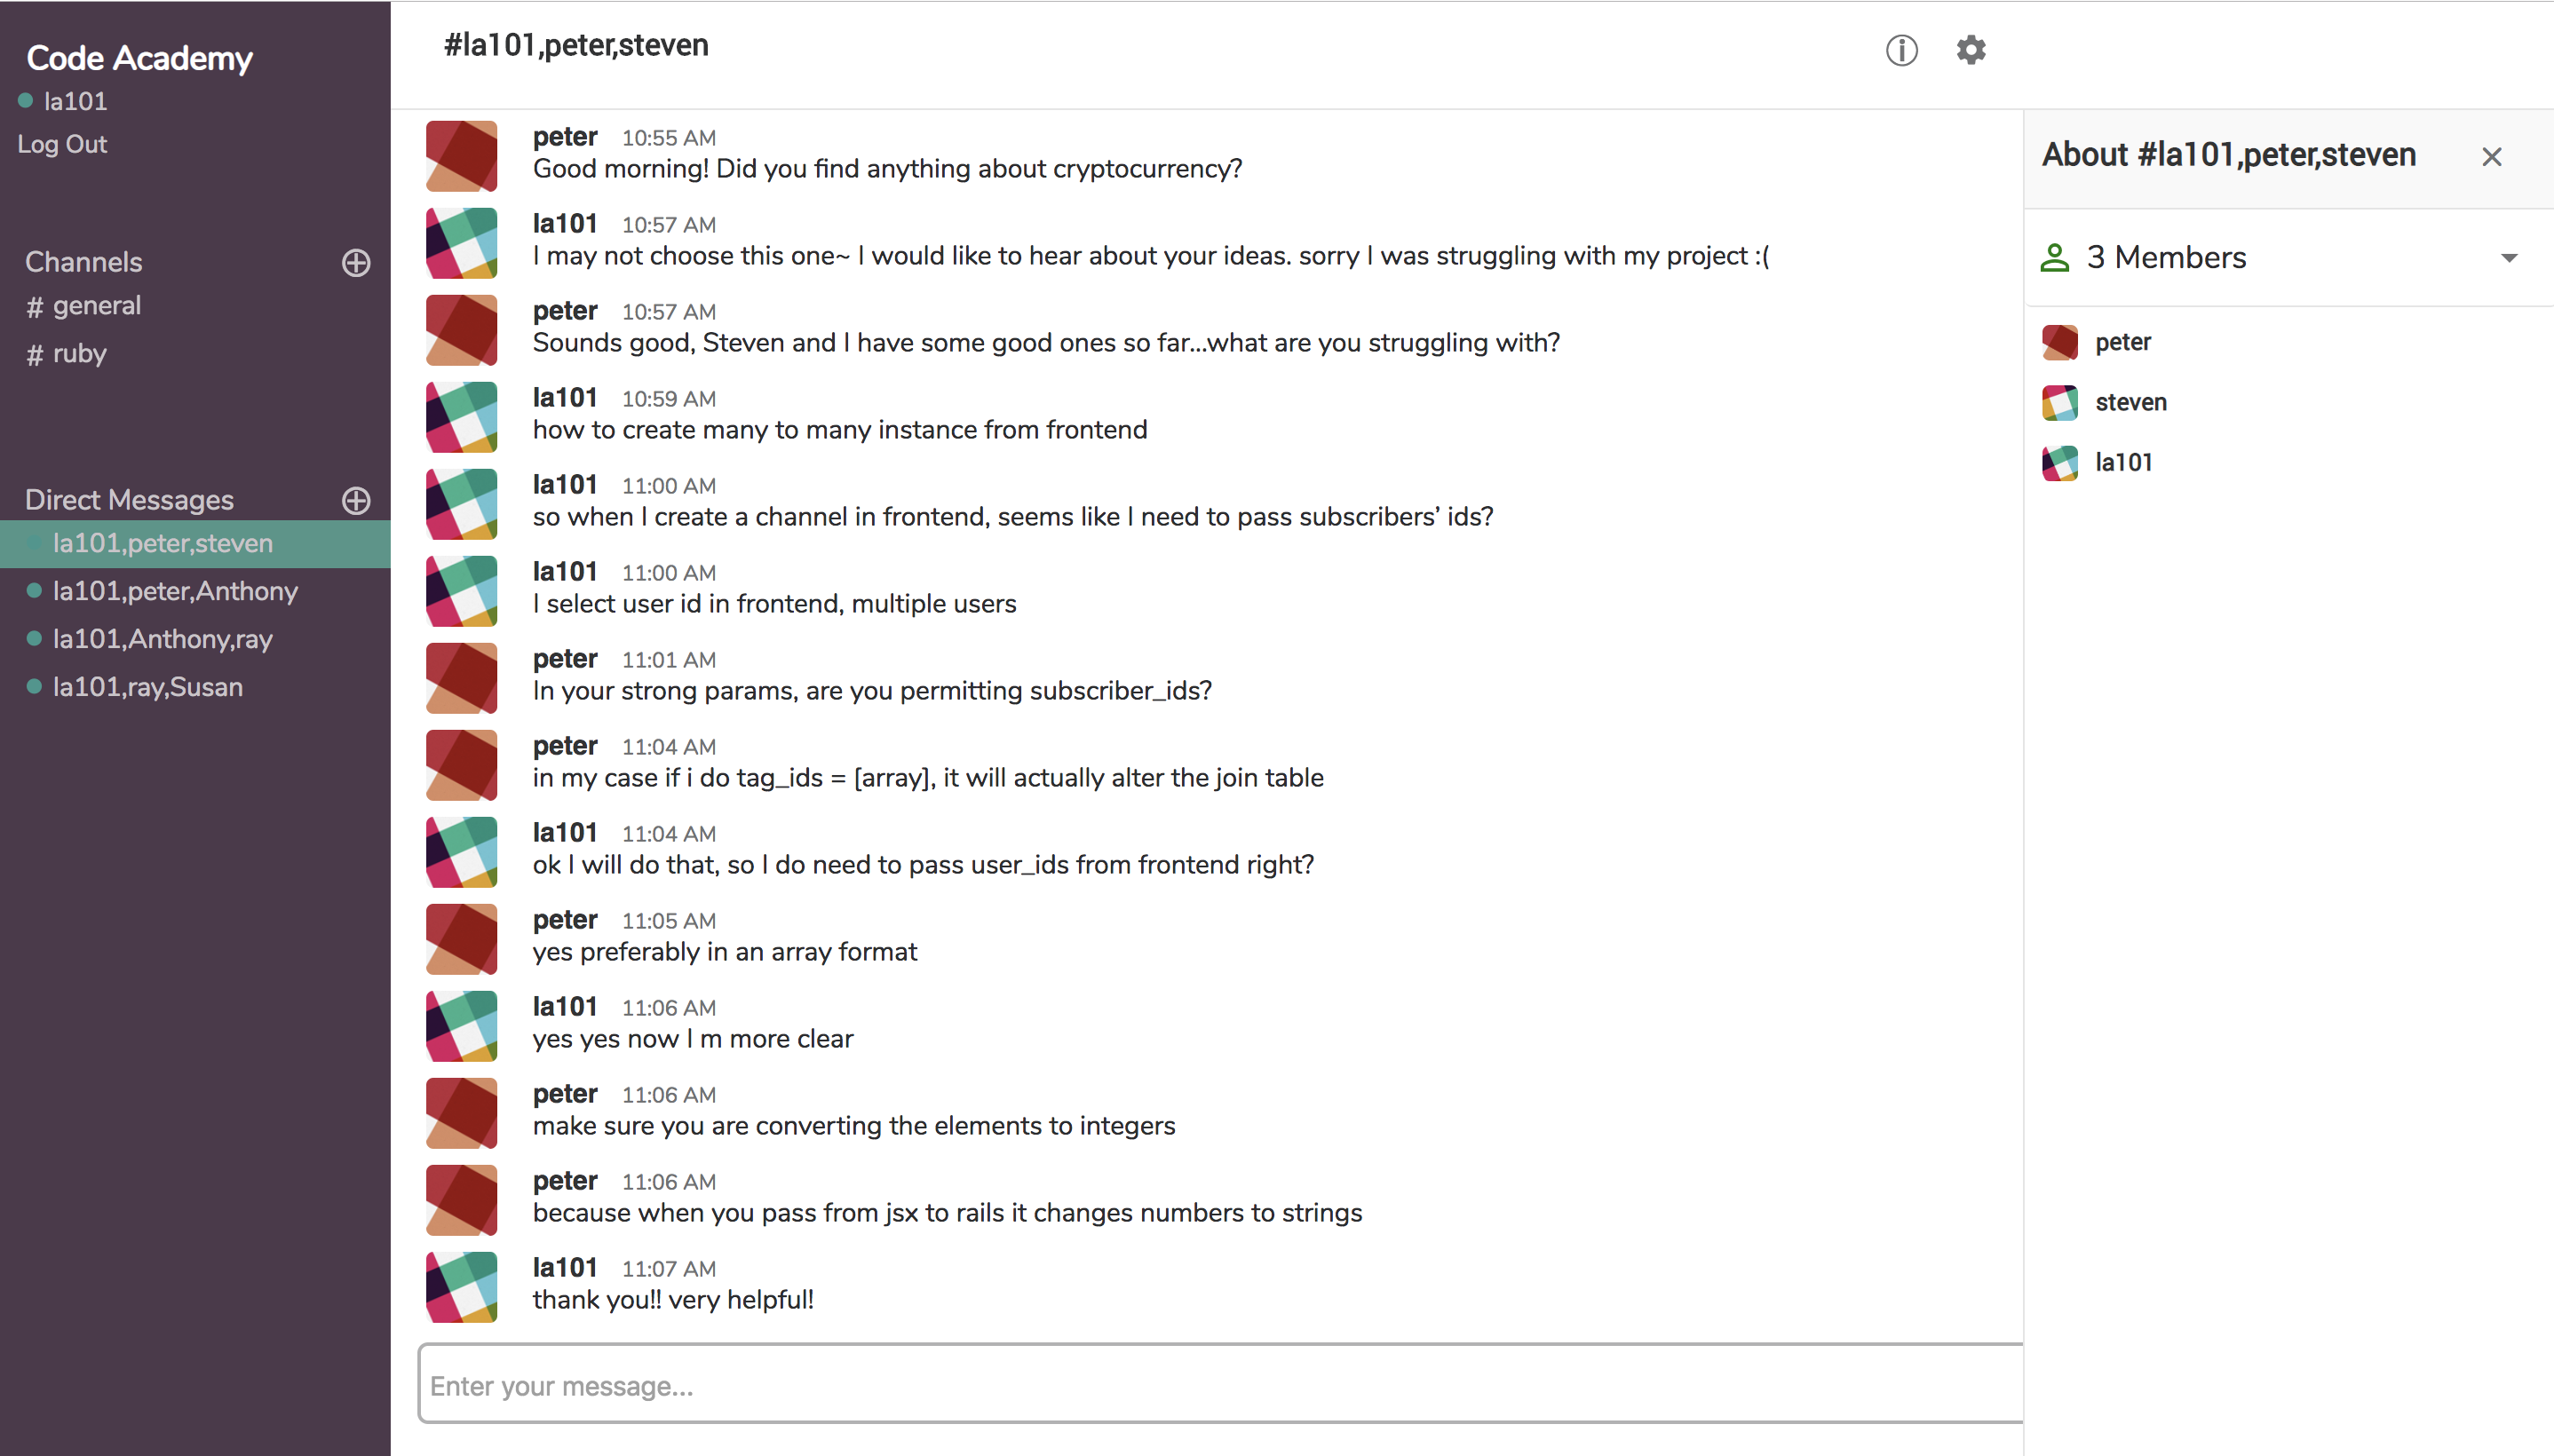 Code Academy
la101
Log Out
Channels
# general
# ruby
Direct Messages
la101,peter,steven
la101,peter,Anthony
la101,Anthony,ray
la101,ray,Susan
#la101,peter,steven
peter 10:55 AM
Good morning! Did you find anything about cryptocurrency?
la101 10:57 AM
I may not choose this one~ I would like to hear about your ideas. sorry I was struggling with my project :(
peter 10:57 AM
Sounds good, Steven and I have some good ones so far...what are you struggling with?
la101 10:59 AM
how to create many to many instance from frontend
la101 11:00 AM
so when I create a channel in frontend, seems like I need to pass subscribers’ ids?
la101 11:00 AM
I select user id in frontend, multiple users
peter 11:01 AM
In your strong params, are you permitting subscriber_ids?
peter 11:04 AM
in my case if i do tag_ids = [array], it will actually alter the join table
la101 11:04 AM
ok I will do that, so I do need to pass user_ids from frontend right?
peter 11:05 AM
yes preferably in an array format
la101 11:06 AM
yes yes now I m more clear
peter 11:06 AM
make sure you are converting the elements to integers
peter 11:06 AM
because when you pass from jsx to rails it changes numbers to strings
la101 11:07 AM
thank you!! very helpful!
Enter your message...
About #la101,peter,steven
3 Members
peter
steven
la101